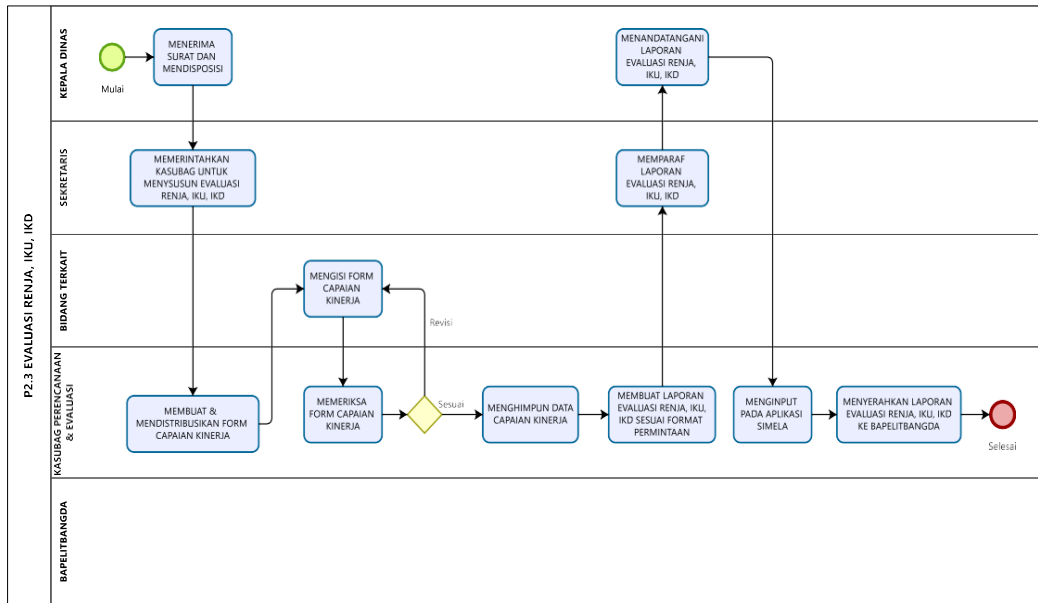 P2.3 EVALUASI RENJA, IKU, IKD
KEPALA DINAS
Mulai
MENERIMA
SURAT DAN
MENDISPOSISI
MENANDATANGANI
LAPORAN
EVALUASI RENJA,
IKU, IKD
SEKRETARIS
MEMERINTAHKAN
KASUBAG UNTUK
MENYSUSUN EVALUASI
RENJA, IKU, IKD
MEMPARAF
LAPORAN
EVALUASI RENJA,
IKU, IKD
BIDANG TERKAIT
MENGISI FORM
CAPAIAN
KINERJA
Revisi
KASUBAG PERENCANAAN
& EVALUASI
MEMBUAT &
MENDISTRIBUSIKAN FORM
CAPAIAN KINERJA
MEMERIKSA
FORM CAPAIAN
KINERJA
Sesuai
MENGHIMPUN DATA
CAPAIAN KINERJA
MEMBUAT LAPORAN
EVALUASI RENJA, IKU,
IKD SESUAI FORMAT
PERMINTAAN
MENGINPUT
PADA APLIKASI
SIMELA
MENYERAHKAN LAPORAN
EVALUASI RENJA, IKU, IKD
KE BAPELITBANGDA
Selesai
BAPELITBANGDA